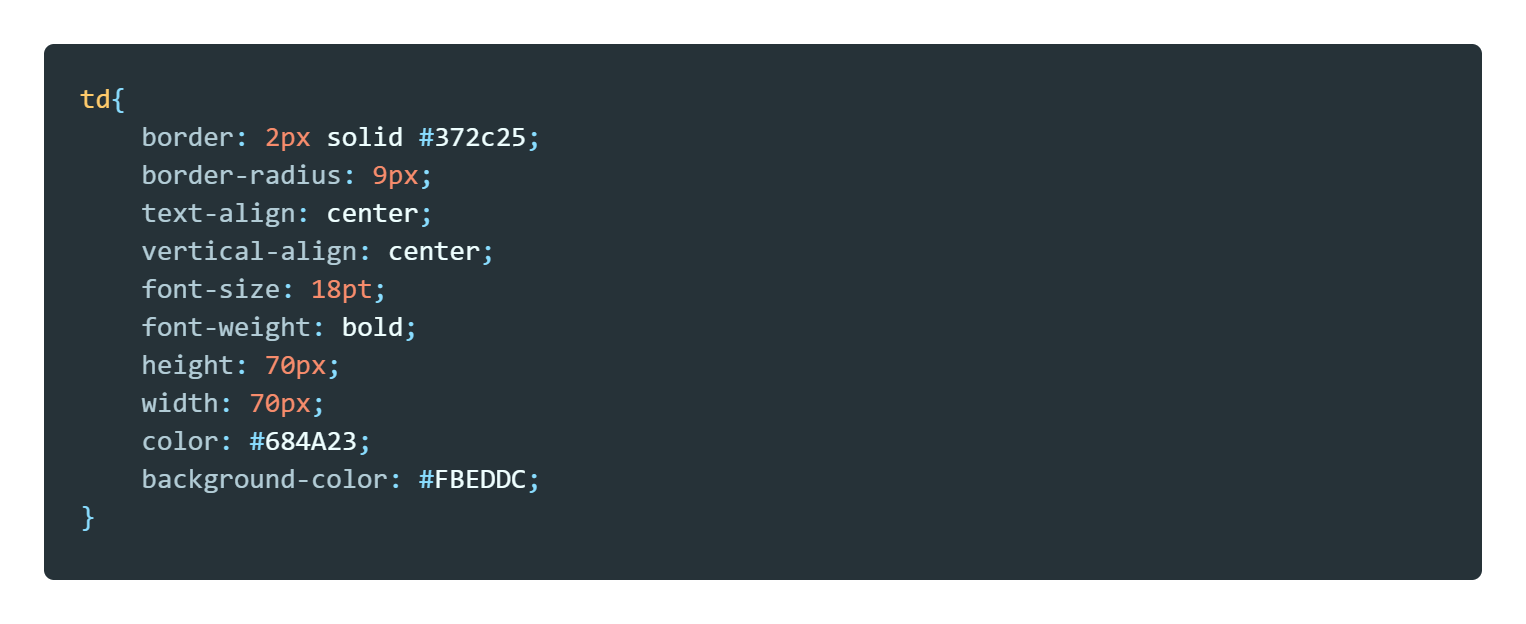 td{
    border: 2px solid #372c25;
    border-radius: 9px;
    text-align: center;
    vertical-align: center;
    font-size: 18pt;
    font-weight: bold;
    height: 70px;
    width: 70px;
    color: #684A23;
    background-color: #FBEDDC;
}